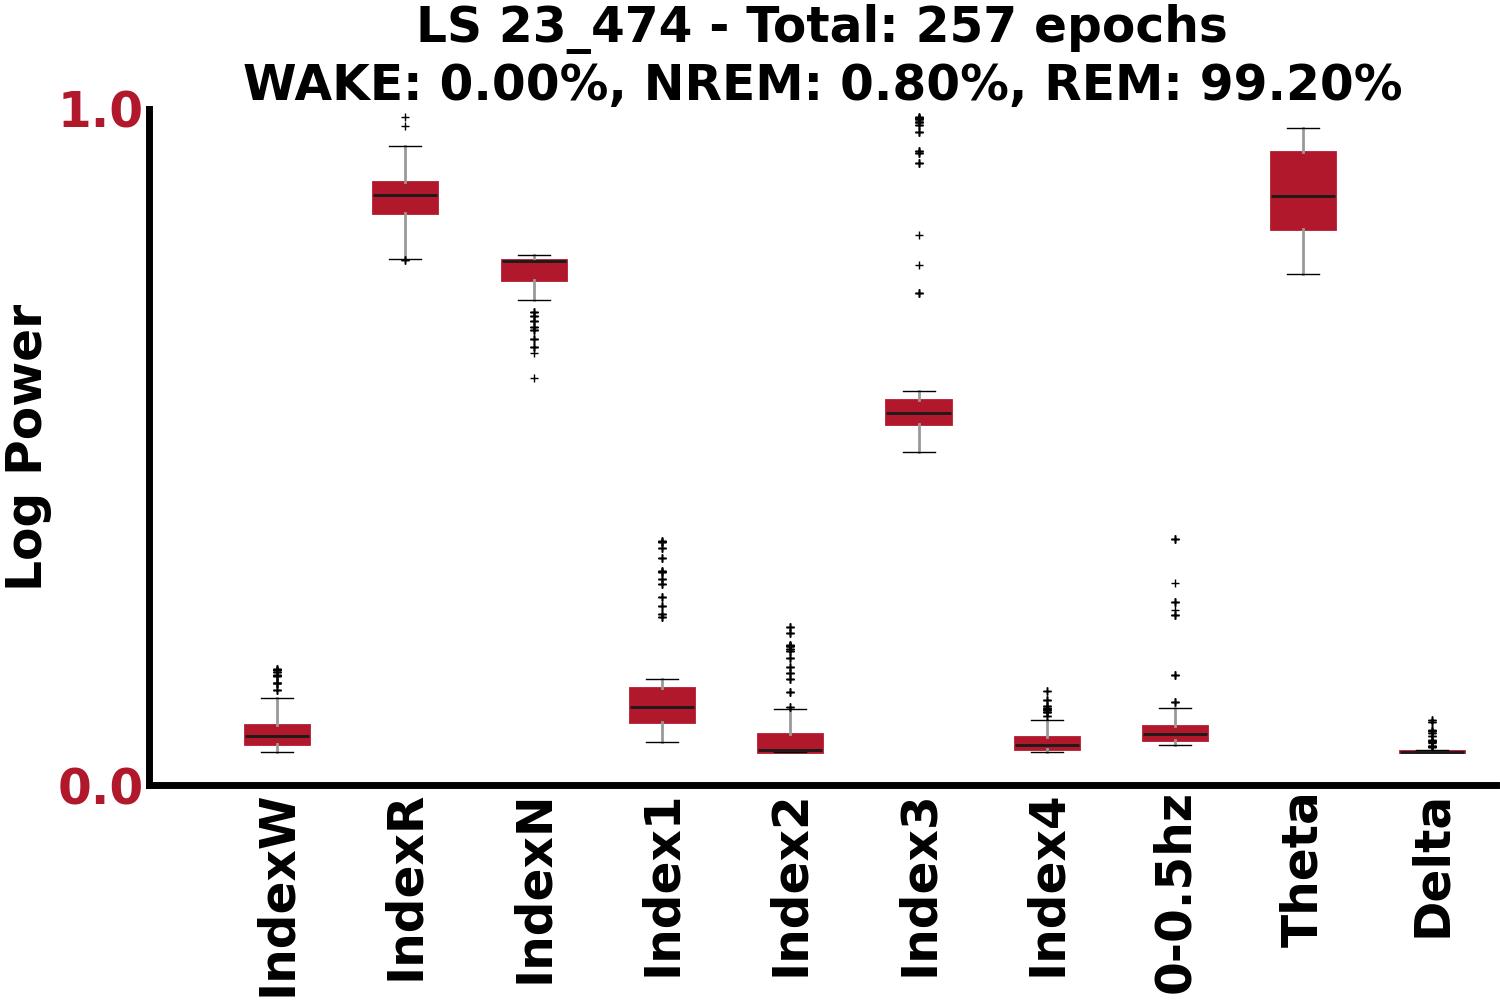 LS 23_474 - Total: 257 epochs
WAKE: 0.00%, NREM: 0.80%, REM: 99.20%
1.0
Log Power
0.0
IndexW
IndexR
IndexN
Index1
Index2
Index3
Index4
0-0.5hz
Theta
Delta